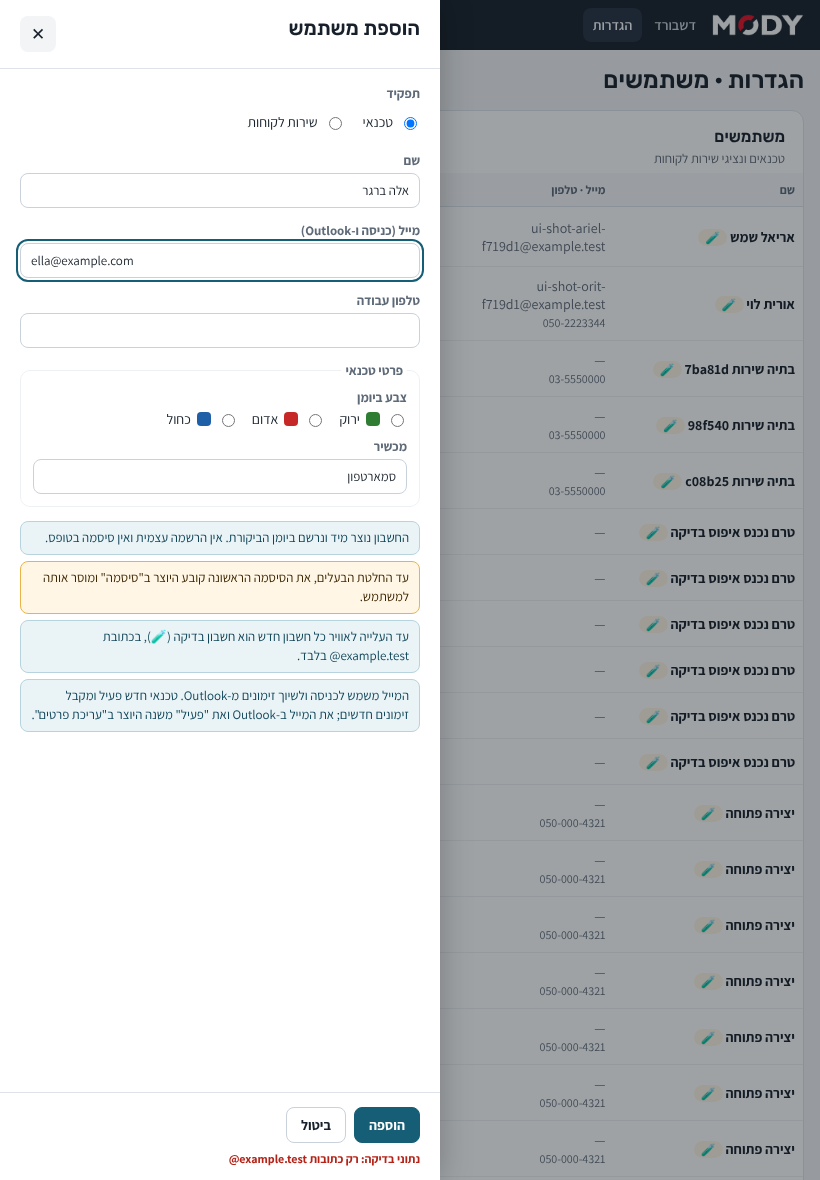 MODY
דשבורד
הגדרות
הגדרות • משתמשים
משתמשים
טכנאים ונציגי שירות לקוחות
שם
מייל · טלפון
אריאל שמש
ui-shot-ariel-
f719d1@example.test
אורית לוי
ui-shot-orit-
f719d1@example.test
050-2223344
בתיה שירות 7ba81d
—
03-5550000
בתיה שירות 98f540
—
03-5550000
בתיה שירות c08b25
—
03-5550000
טרם נכנס איפוס בדיקה
—
טרם נכנס איפוס בדיקה
—
טרם נכנס איפוס בדיקה
—
טרם נכנס איפוס בדיקה
—
טרם נכנס איפוס בדיקה
—
טרם נכנס איפוס בדיקה
—
יצירה פתוחה
—
050-000-4321
יצירה פתוחה
—
050-000-4321
יצירה פתוחה
—
050-000-4321
יצירה פתוחה
—
050-000-4321
יצירה פתוחה
—
050-000-4321
יצירה פתוחה
—
050-000-4321
יצירה פתוחה
—
050-000-4321
הוספת משתמש
✕
תפקיד
טכנאי
שירות לקוחות
שם
אלה ברגר
מייל (כניסה ו-Outlook)
ella@example.com
טלפון עבודה
פרטי טכנאי
צבע ביומן
ירוק
אדום
כחול
מכשיר
סמארטפון
החשבון נוצר מיד ונרשם ביומן הביקורת. אין הרשמה עצמית ואין סיסמה בטופס.
עד החלטת הבעלים, את הסיסמה הראשונה קובע היוצר ב"סיסמה" ומוסר אותה
למשתמש.
עד העלייה לאוויר כל חשבון חדש הוא חשבון בדיקה (🧪), בכתובת
@example.test בלבד.
המייל משמש לכניסה ולשיוך זימונים מ-Outlook. טכנאי חדש פעיל ומקבל
זימונים חדשים; את המייל ב-Outlook ואת "פעיל" משנה היוצר ב"עריכת פרטים".
הוספה
ביטול
נתוני בדיקה: רק כתובות @example.test